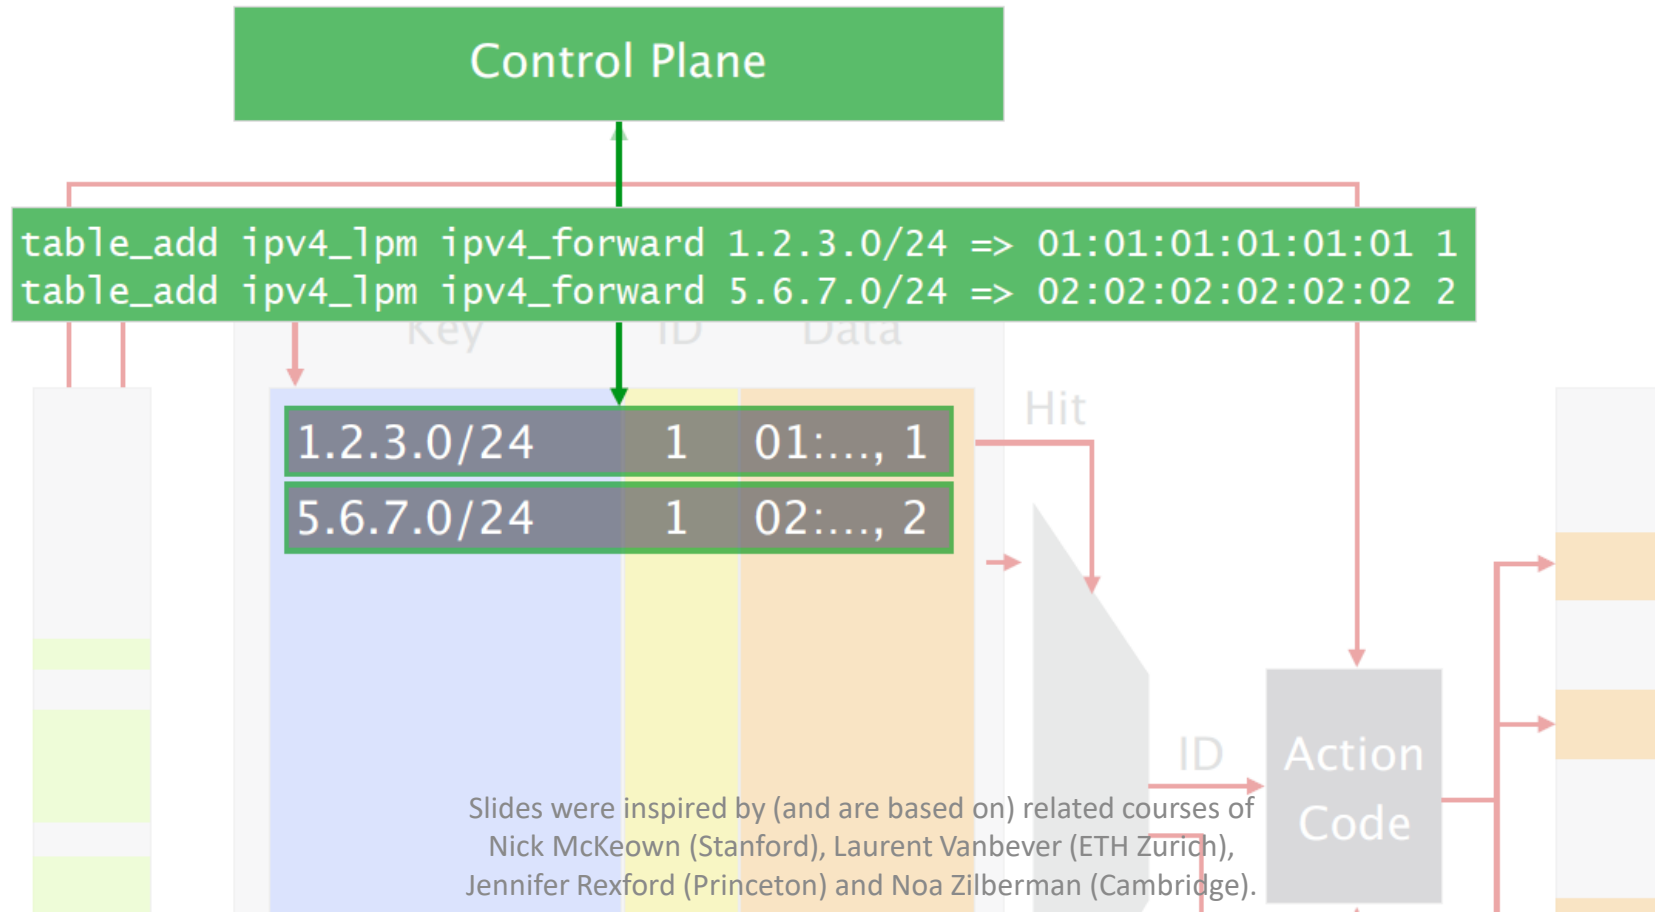 Control Plane
table_add ipv4_lpm ipv4_forward 1.2.3.0/24 => 01:01:01:01:01:01 1
table_add ipv4_lpm ipv4_forward 5.6.7.0/24 => 02:02:02:02:02:02 2
Key ID Data
Hit
1.2.3.0/24 1 01:..., 1
5.6.7.0/24 1 02:..., 2
ID
Action
Code
Slides were inspired by (and are based on) related courses of
Nick McKeown (Stanford), Laurent Vanbever (ETH Zurich),
Jennifer Rexford (Princeton) and Noa Zilberman (Cambridge).